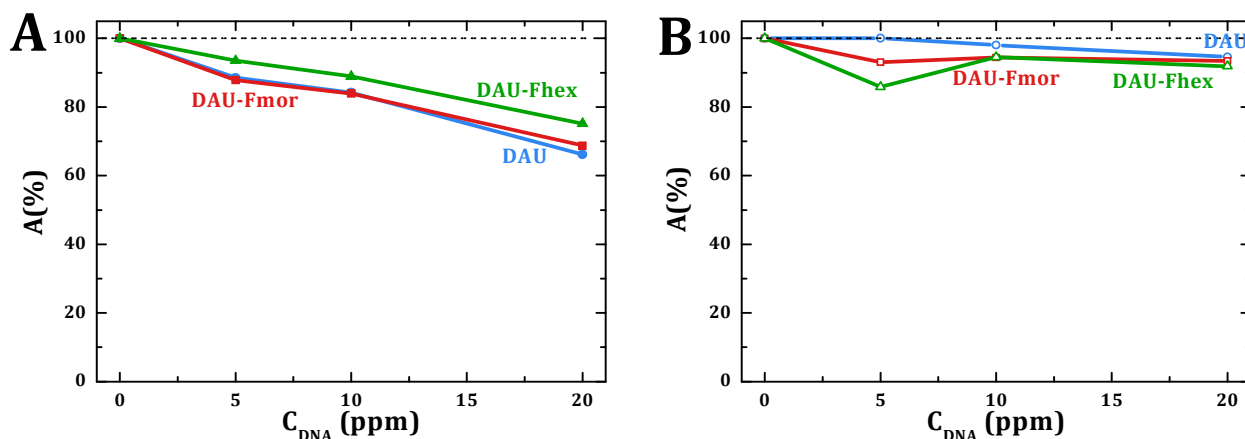 A
100
80
60
40
20
0
A(%)
DAU-Fmor
DAU-Fhex
DAU
0 5 10 15 20
C_DNA (ppm)
B
100
80
60
40
20
0
A(%)
DAU
DAU-Fmor
DAU-Fhex
0 5 10 15 20
C_DNA (ppm)